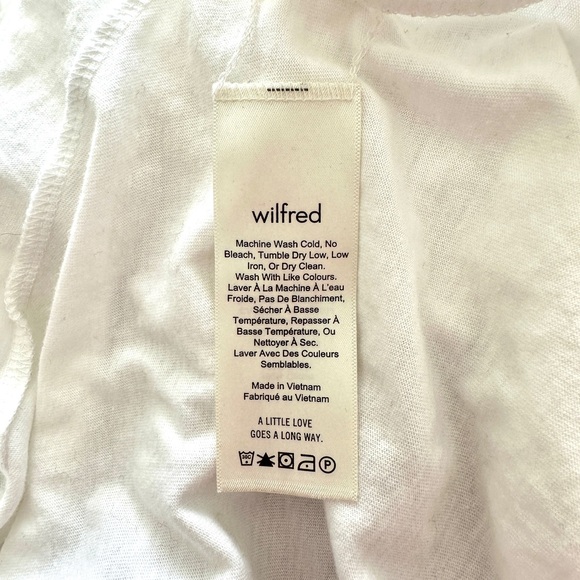 wilfred
Machine Wash Cold, No
Bleach, Tumble Dry Low, Low
Iron, Or Dry Clean.
Wash With Like Colours.
Laver À La Machine À L'eau
Froide, Pas De Blanchiment,
Sécher À Basse
Température, Repasser À
Basse Température, Ou
Nettoyer À Sec.
Laver Avec Des Couleurs
Semblables.
Made in Vietnam
Fabriqué au Vietnam
A LITTLE LOVE
GOES A LONG WAY.
30C P